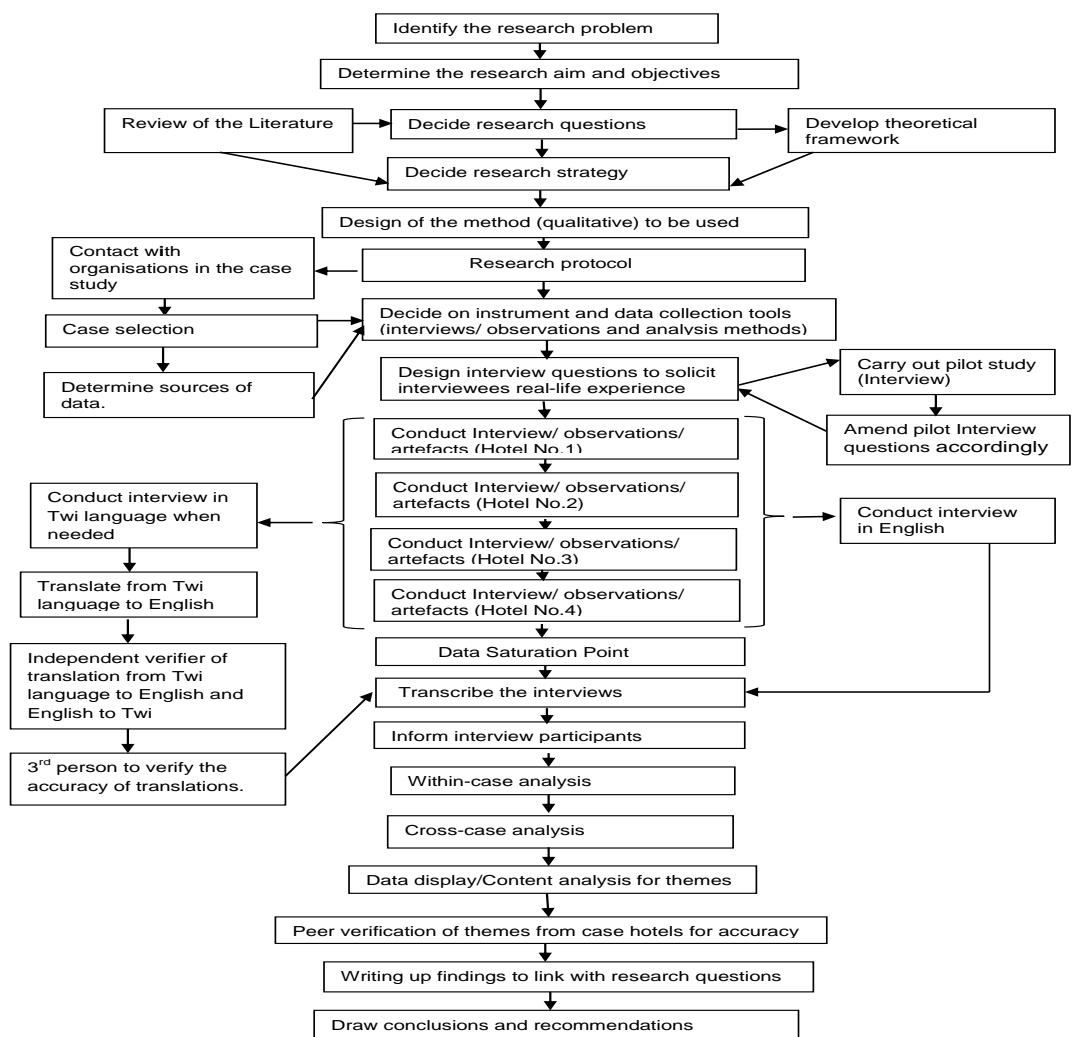 Identify the research problem
Determine the research aim and objectives
Review of the Literature
Decide research questions
Develop theoretical
framework
Decide research strategy
Design of the method (qualitative) to be used
Contact with
organisations in the case
study
Research protocol
Case selection
Decide on instrument and data collection tools
(interviews/ observations and analysis methods)
Determine sources of
data.
Design interview questions to solicit
interviewees real-life experience
Carry out pilot study
(Interview)
Amend pilot Interview
questions accordingly
Conduct Interview/ observations/
artefacts (Hotel No.1)
Conduct Interview/ observations/
artefacts (Hotel No.2)
Conduct Interview/ observations/
artefacts (Hotel No.3)
Conduct Interview/ observations/
artefacts (Hotel No.4)
Conduct interview in
Twi language when
needed
Conduct interview
in English
Translate from Twi
language to English
Independent verifier of
translation from Twi
language to English and
English to Twi
3rd person to verify the
accuracy of translations.
Data Saturation Point
Transcribe the interviews
Inform interview participants
Within-case analysis
Cross-case analysis
Data display/Content analysis for themes
Peer verification of themes from case hotels for accuracy
Writing up findings to link with research questions
Draw conclusions and recommendations